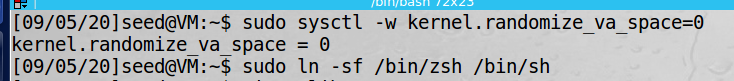 /bin/bash 72x23
[09/05/20]seed@VM:~$ sudo sysctl -w kernel.randomize_va_space=0
kernel.randomize_va_space = 0
[09/05/20]seed@VM:~$ sudo ln -sf /bin/zsh /bin/sh